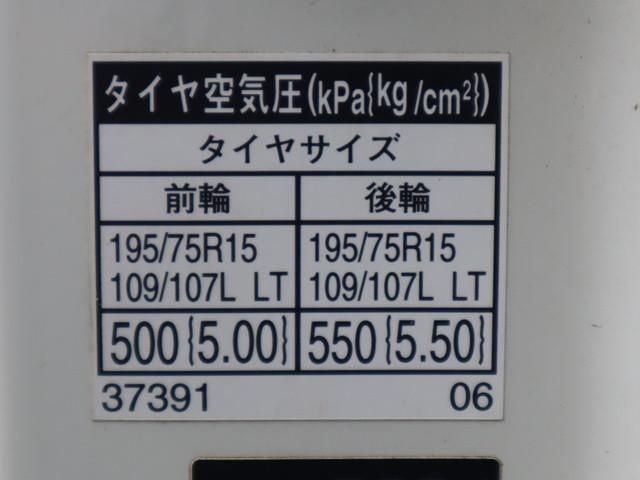 タイヤ空気圧(kPa{kg/cm²})
タイヤサイズ
前輪 後輪
195/75R15 195/75R15
109/107L LT 109/107L LT
500{5.00} 550{5.50}
37391 06